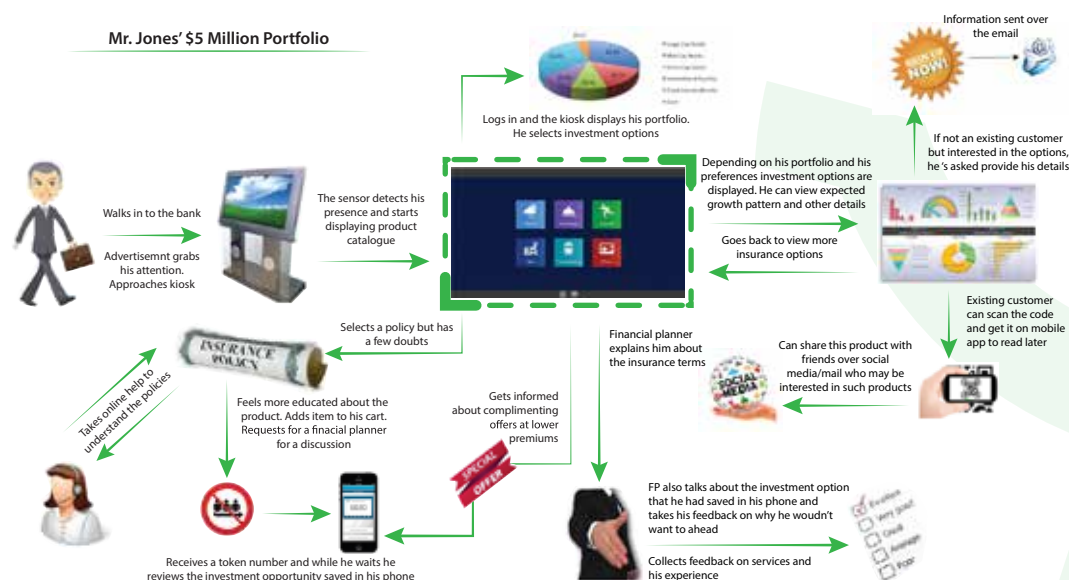 Mr. Jones' $5 Million Portfolio
Information sent over
the email
SIGN UP
NOW!
Logs in and the kiosk displays his portfolio.
He selects investment options
If not an existing customer
but interested in the options,
he 's asked provide his details
Depending on his portfolio and his
preferences investment options are
displayed. He can view expected
growth pattern and other details
Walks in to the bank
Advertisemnt grabs
his attention.
Approaches kiosk
The sensor detects his
presence and starts
displaying product
catalogue
Goes back to view more
insurance options
Existing customer
can scan the code
and get it on mobile
app to read later
Selects a policy but has
a few doubts
INSURANCE
POLICY
Financial planner
explains him about
the insurance terms
Can share this product with
friends over social
media/mail who may be
interested in such products
SOCIAL
MEDIA
Takes online help to
understand the policies
Feels more educated about the
product. Adds item to his cart.
Requests for a finacial planner
for a discussion
Gets informed
about complimenting
offers at lower
premiums
SPECIAL
OFFER
FP also talks about the investment option
that he had saved in his phone and
takes his feedback on why he woudn't
want to ahead
Collects feedback on services and
his experience
Excellent
Very good
Good
Average
Poor
Receives a token number and while he waits he
reviews the investment opportunity saved in his phone